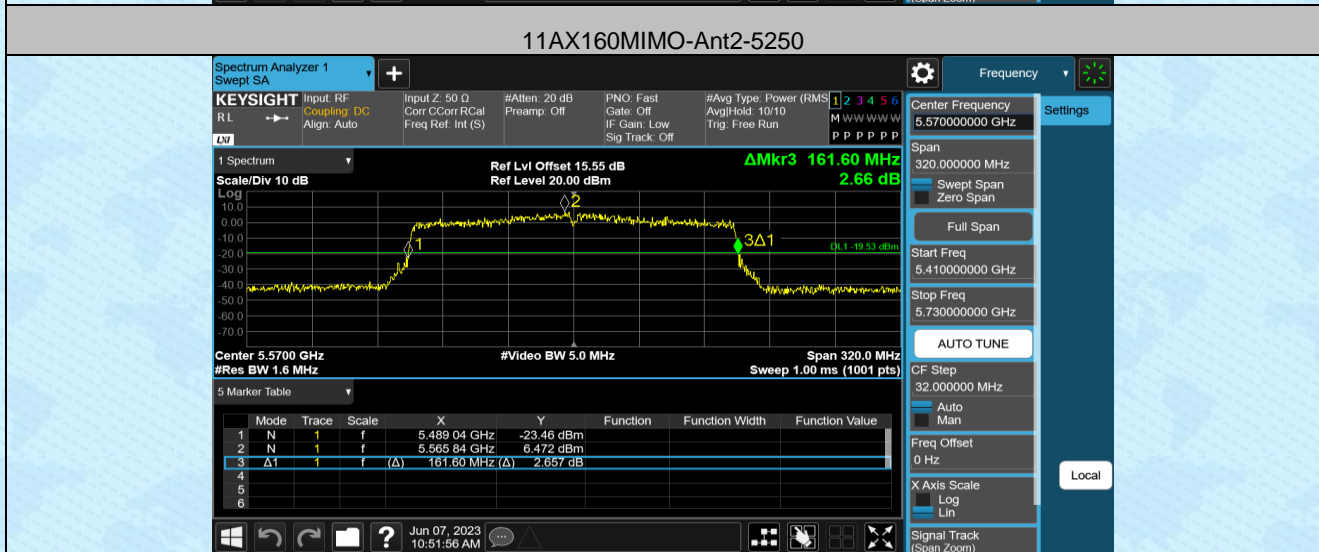 (Span Zoom)
11AX160MIMO-Ant2-5250
Spectrum Analyzer 1
Swept SA
Frequency
KEYSIGHT
R L
LXI
Input: RF
Coupling: DC
Align: Auto
Input Z: 50 Ω
Corr CCorr RCal
Freq Ref: Int (S)
#Atten: 20 dB
Preamp: Off
PNO: Fast
Gate: Off
IF Gain: Low
Sig Track: Off
#Avg Type: Power (RMS
Avg|Hold: 10/10
Trig: Free Run
1 2 3 4 5 6
M W W W W W
P P P P P P
Center Frequency
5.570000000 GHz
Settings
1 Spectrum
Scale/Div 10 dB
Ref Lvl Offset 15.55 dB
Ref Level 20.00 dBm
ΔMkr3 161.60 MHz
2.66 dB
Log
10.0
0.00
-10.0
-20.0
-30.0
-40.0
-50.0
-60.0
-70.0
1
2
3Δ1
DL1 -19.53 dBm
Center 5.5700 GHz
#Video BW 5.0 MHz
Span 320.0 MHz
#Res BW 1.6 MHz
Sweep 1.00 ms (1001 pts)
Span
320.000000 MHz
Swept Span
Zero Span
Full Span
Start Freq
5.410000000 GHz
Stop Freq
5.730000000 GHz
AUTO TUNE
CF Step
32.000000 MHz
Auto
Man
Freq Offset
0 Hz
X Axis Scale
Log
Lin
Signal Track
(Span Zoom)
Local
5 Marker Table
Mode Trace Scale X Y Function Function Width Function Value
1 N 1 f 5.489 04 GHz -23.46 dBm
2 N 1 f 5.565 84 GHz 6.472 dBm
3 Δ1 1 f (Δ) 161.60 MHz (Δ) 2.657 dB
4
5
6
?
Jun 07, 2023
10:51:56 AM